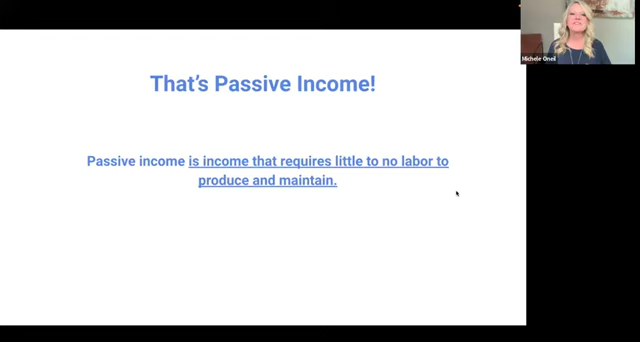 That's Passive Income!
Passive income is income that requires little to no labor to
produce and maintain.
Michele Oneil